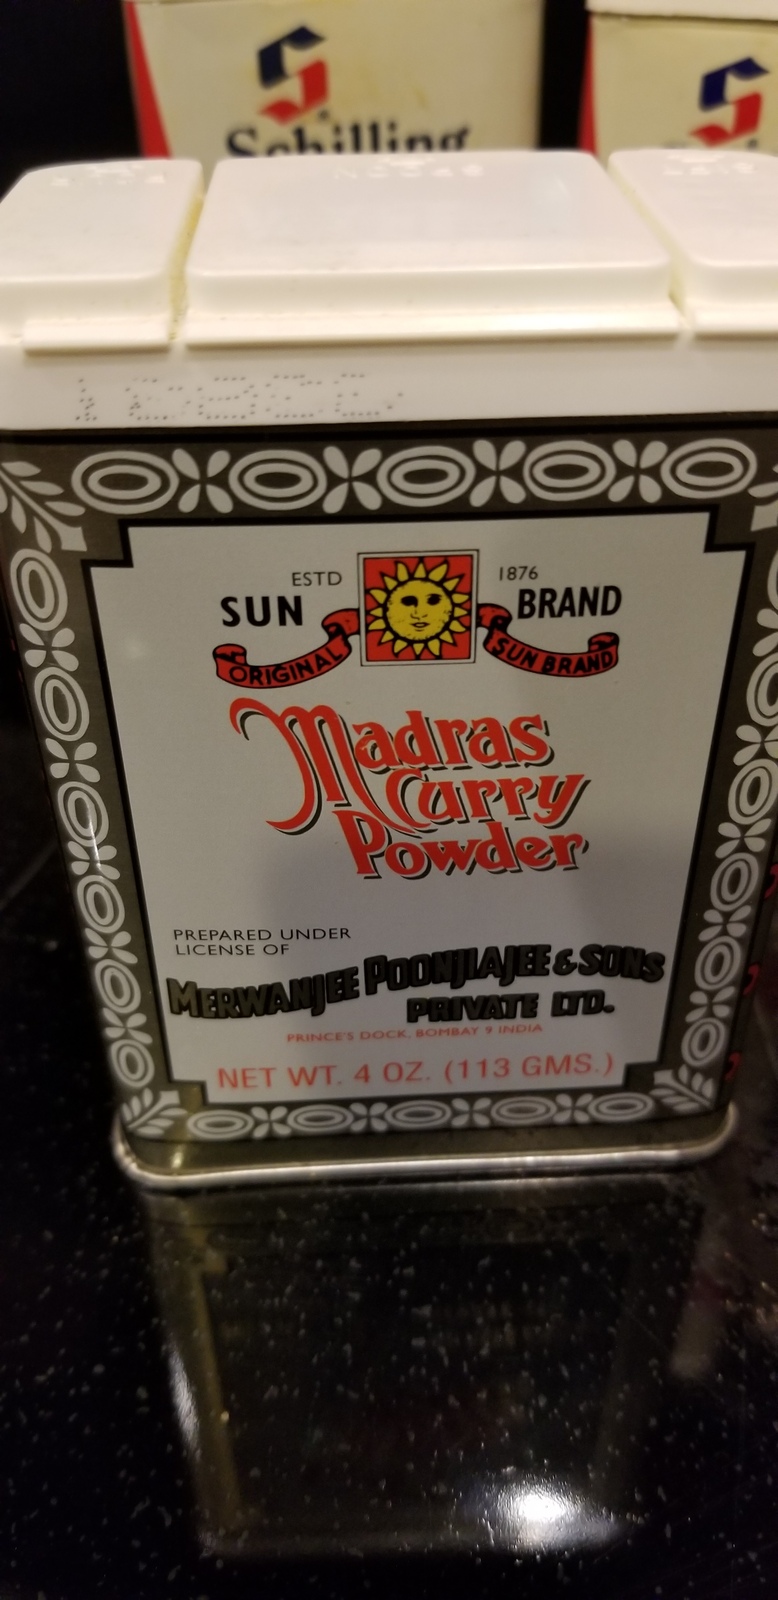 Schilling
ESTD 1876
SUN BRAND
ORIGINAL SUN BRAND
Madras
Curry
Powder
PREPARED UNDER
LICENSE OF
MERWANJEE POONJIAJEE & SONS
PRIVATE LTD.
PRINCE'S DOCK, BOMBAY 9 INDIA
NET WT. 4 OZ. (113 GMS.)